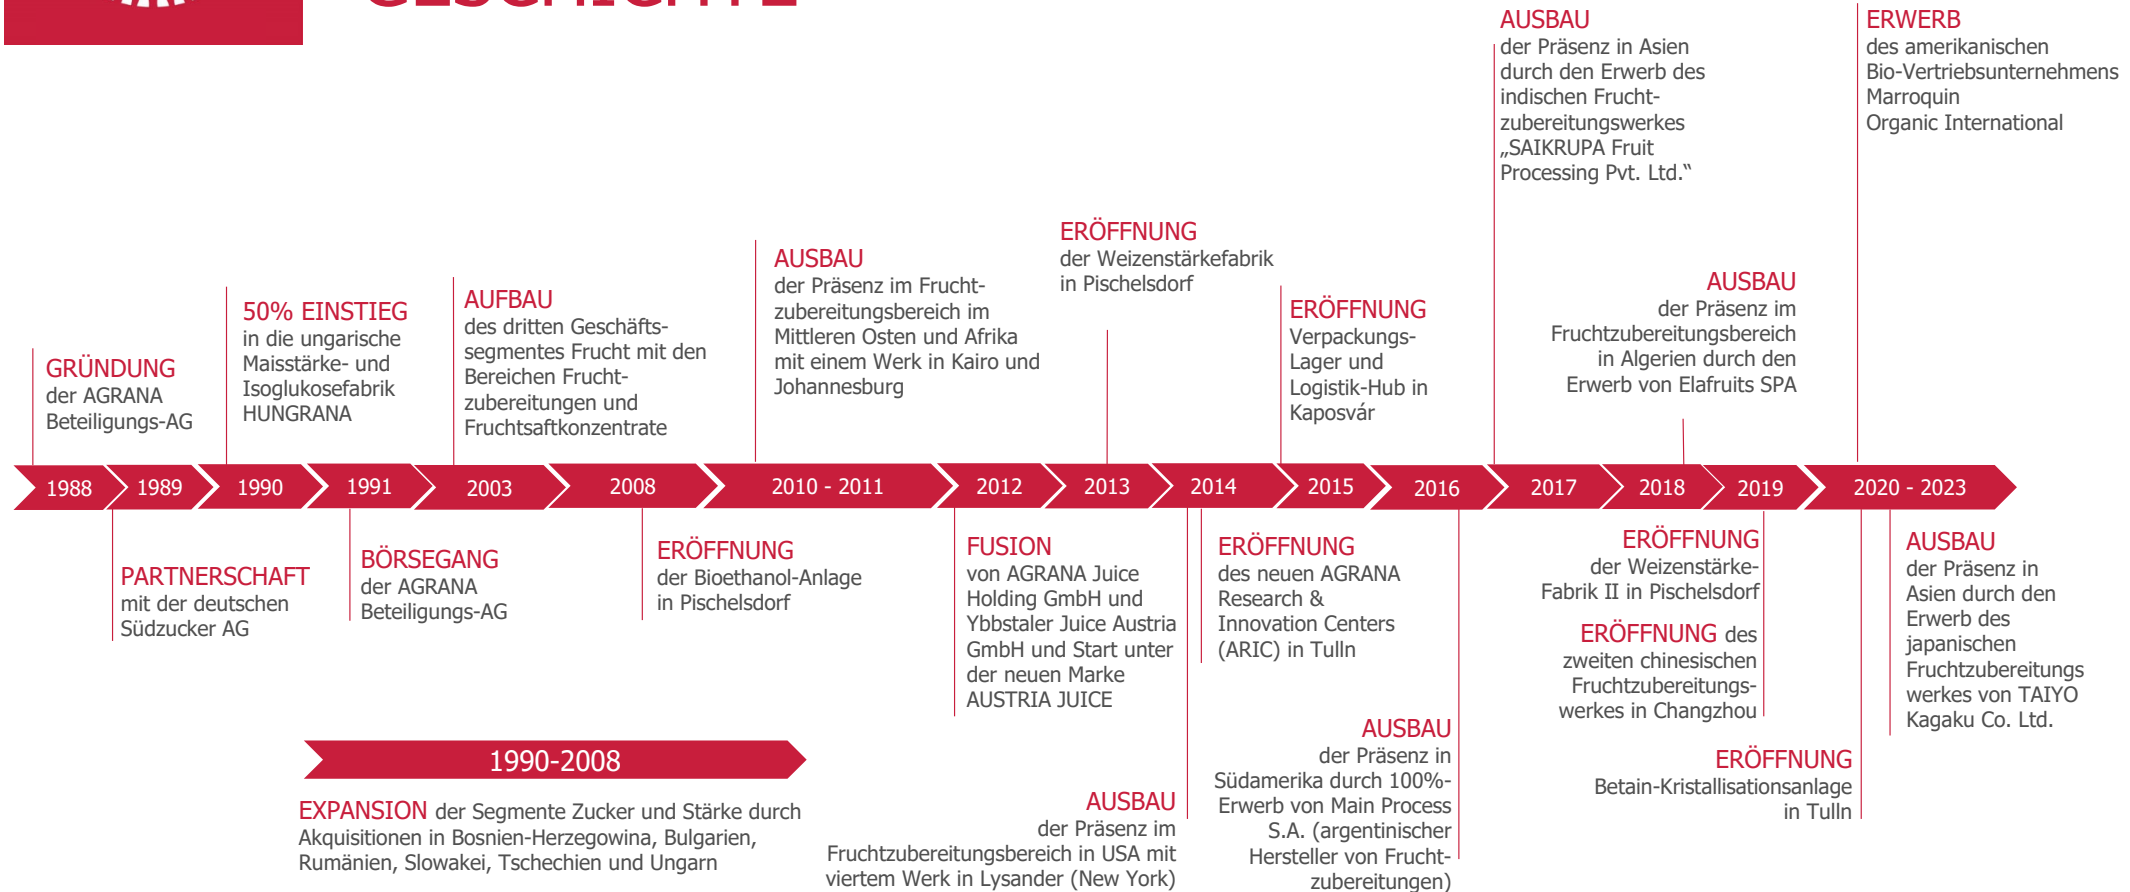 GESCHICHTE
AUSBAU
der Präsenz in Asien
durch den Erwerb des
indischen Frucht-
zubereitungswerkes
„SAIKRUPA Fruit
Processing Pvt. Ltd.“
ERWERB
des amerikanischen
Bio-Vertriebsunternehmens
Marroquin
Organic International
GRÜNDUNG
der AGRANA
Beteiligungs-AG
50% EINSTIEG
in die ungarische
Maisstärke- und
Isoglukosefabrik
HUNGRANA
AUFBAU
des dritten Geschäfts-
segmentes Frucht mit den
Bereichen Frucht-
zubereitungen und
Fruchtsaftkonzentrate
AUSBAU
der Präsenz im Frucht-
zubereitungsbereich im
Mittleren Osten und Afrika
mit einem Werk in Kairo und
Johannesburg
ERÖFFNUNG
der Weizenstärkefabrik
in Pischelsdorf
ERÖFFNUNG
Verpackungs-
Lager und
Logistik-Hub in
Kaposvár
AUSBAU
der Präsenz im
Fruchtzubereitungsbereich
in Algerien durch den
Erwerb von Elafruits SPA
1988
1989
1990
1991
2003
2008
2010 - 2011
2012
2013
2014
2015
2016
2017
2018
2019
2020 - 2023
PARTNERSCHAFT
mit der deutschen
Südzucker AG
BÖRSEGANG
der AGRANA
Beteiligungs-AG
ERÖFFNUNG
der Bioethanol-Anlage
in Pischelsdorf
FUSION
von AGRANA Juice
Holding GmbH und
Ybbstaler Juice Austria
GmbH und Start unter
der neuen Marke
AUSTRIA JUICE
ERÖFFNUNG
des neuen AGRANA
Research &
Innovation Centers
(ARIC) in Tulln
ERÖFFNUNG
der Weizenstärke-
Fabrik II in Pischelsdorf
ERÖFFNUNG des
zweiten chinesischen
Fruchtzubereitungs-
werkes in Changzhou
AUSBAU
der Präsenz in
Asien durch den
Erwerb des
japanischen
Fruchtzubereitungs
werkes von TAIYO
Kagaku Co. Ltd.
1990-2008
EXPANSION der Segmente Zucker und Stärke durch
Akquisitionen in Bosnien-Herzegowina, Bulgarien,
Rumänien, Slowakei, Tschechien und Ungarn
AUSBAU
der Präsenz im
Fruchtzubereitungsbereich in USA mit
viertem Werk in Lysander (New York)
AUSBAU
der Präsenz in
Südamerika durch 100%-
Erwerb von Main Process
S.A. (argentinischer
Hersteller von Frucht-
zubereitungen)
ERÖFFNUNG
Betain-Kristallisationsanlage
in Tulln